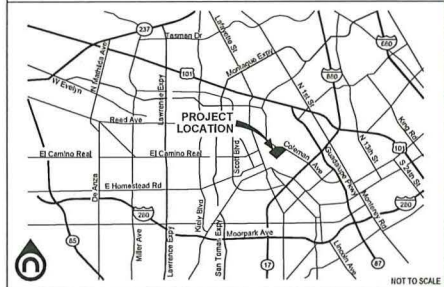 237
Tasman Dr
Lafayette St
680
N Mathilda Ave
Lawrence Expy
Montague Expy
880
W Evelyn
101
N 1st St
PROJECT
LOCATION
Reed Ave
N 13th St
King Rd
101
Coleman Ave
El Camino Real
El Camino Real
Scott Blvd
Guadalupe Pkwy
S 24th St
E Homestead Rd
De Anza
Kiely Blvd
Monterey Rd
280
280
Moorpark Ave
85
Miller Ave
Lawrence Expy
San Tomas Expy
17
Lincoln Ave
87
NOT TO SCALE